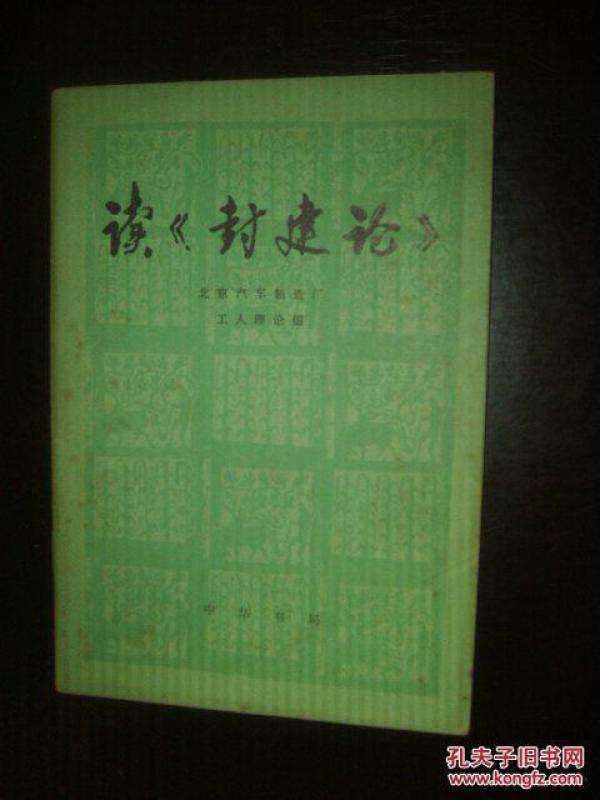 读《封建论》
北京汽车制造厂
工人理论组
中华书局
孔夫子旧书网
www.kongfz.com